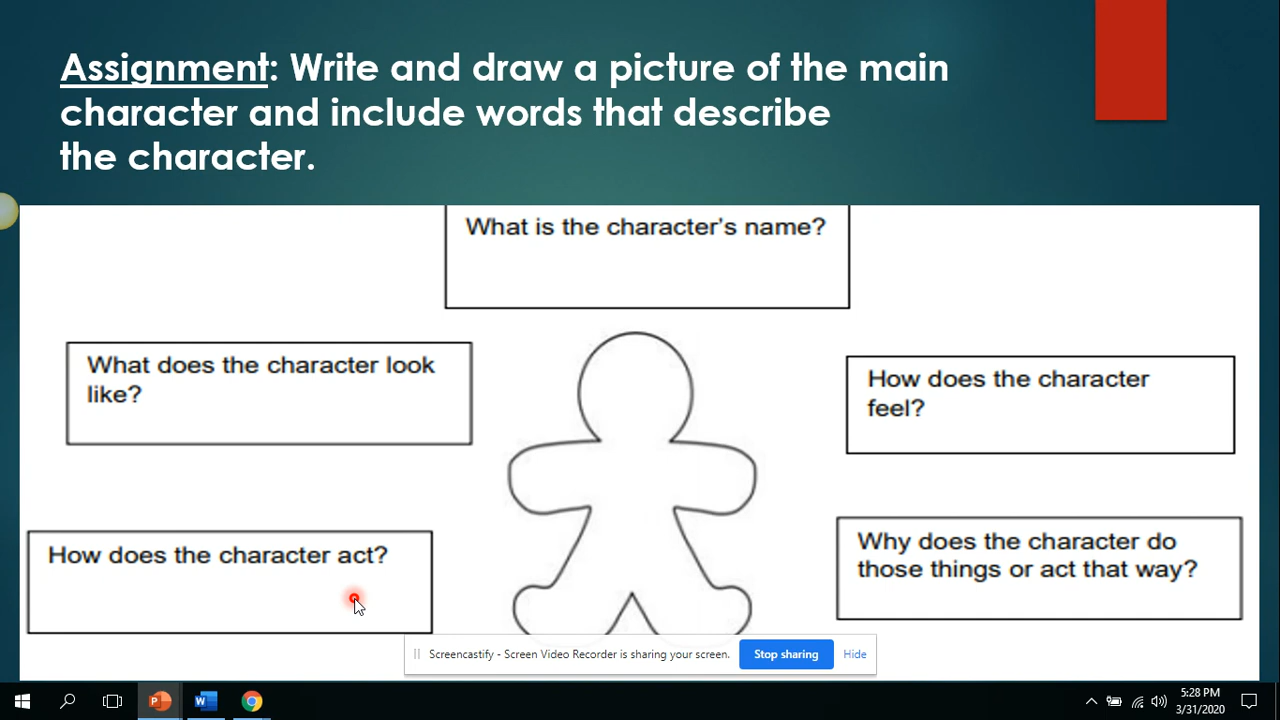 Assignment: Write and draw a picture of the main
character and include words that describe
the character.
What is the character's name?
What does the character look
like?
How does the character
feel?
How does the character act?
Why does the character do
those things or act that way?
Screencastify - Screen Video Recorder is sharing your screen.
Stop sharing
Hide
5:28 PM
3/31/2020